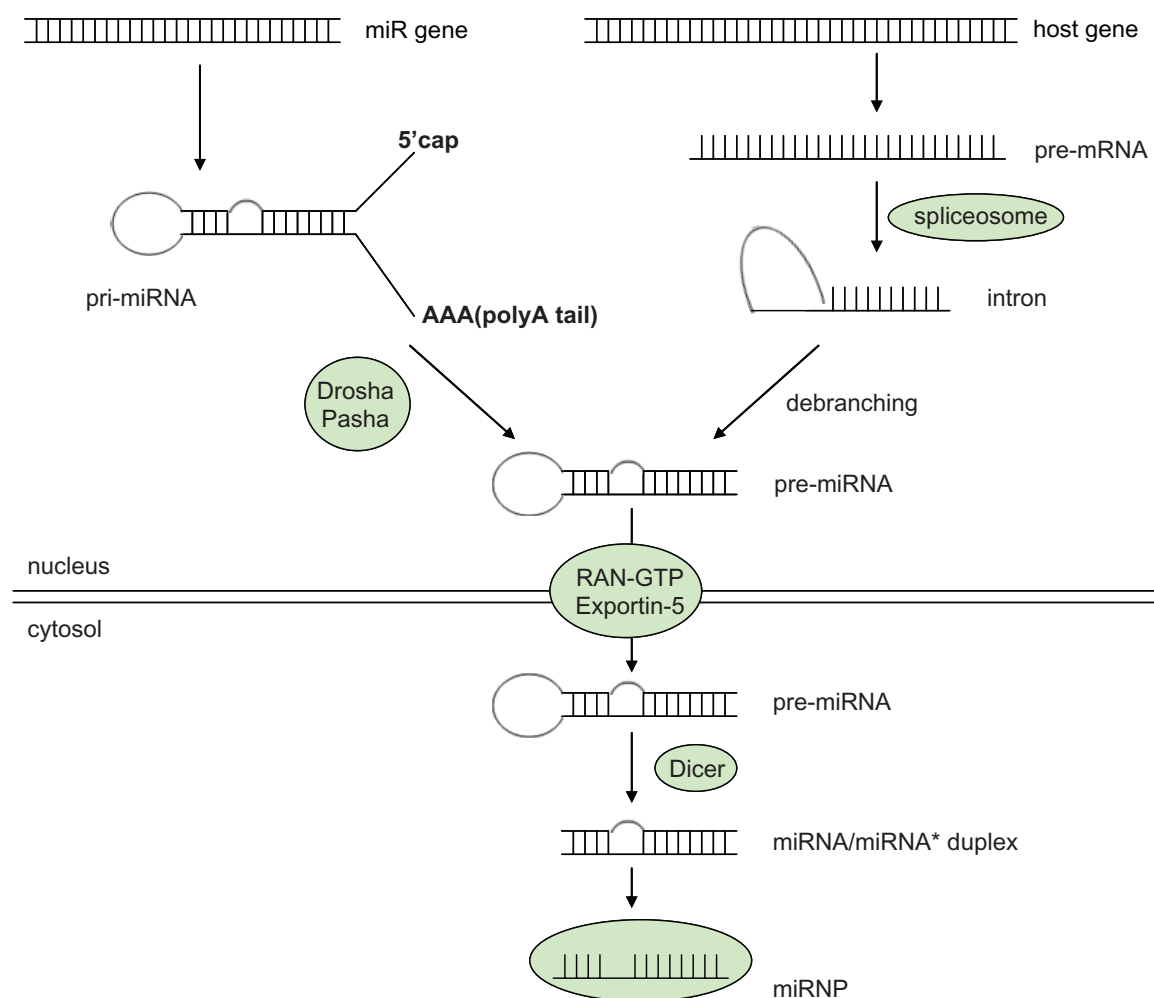 miR gene
host gene
5'cap
pre-mRNA
spliceosome
pri-miRNA
intron
AAA(polyA tail)
Drosha
Pasha
debranching
pre-miRNA
nucleus
RAN-GTP
Exportin-5
cytosol
pre-miRNA
Dicer
miRNA/miRNA* duplex
miRNP